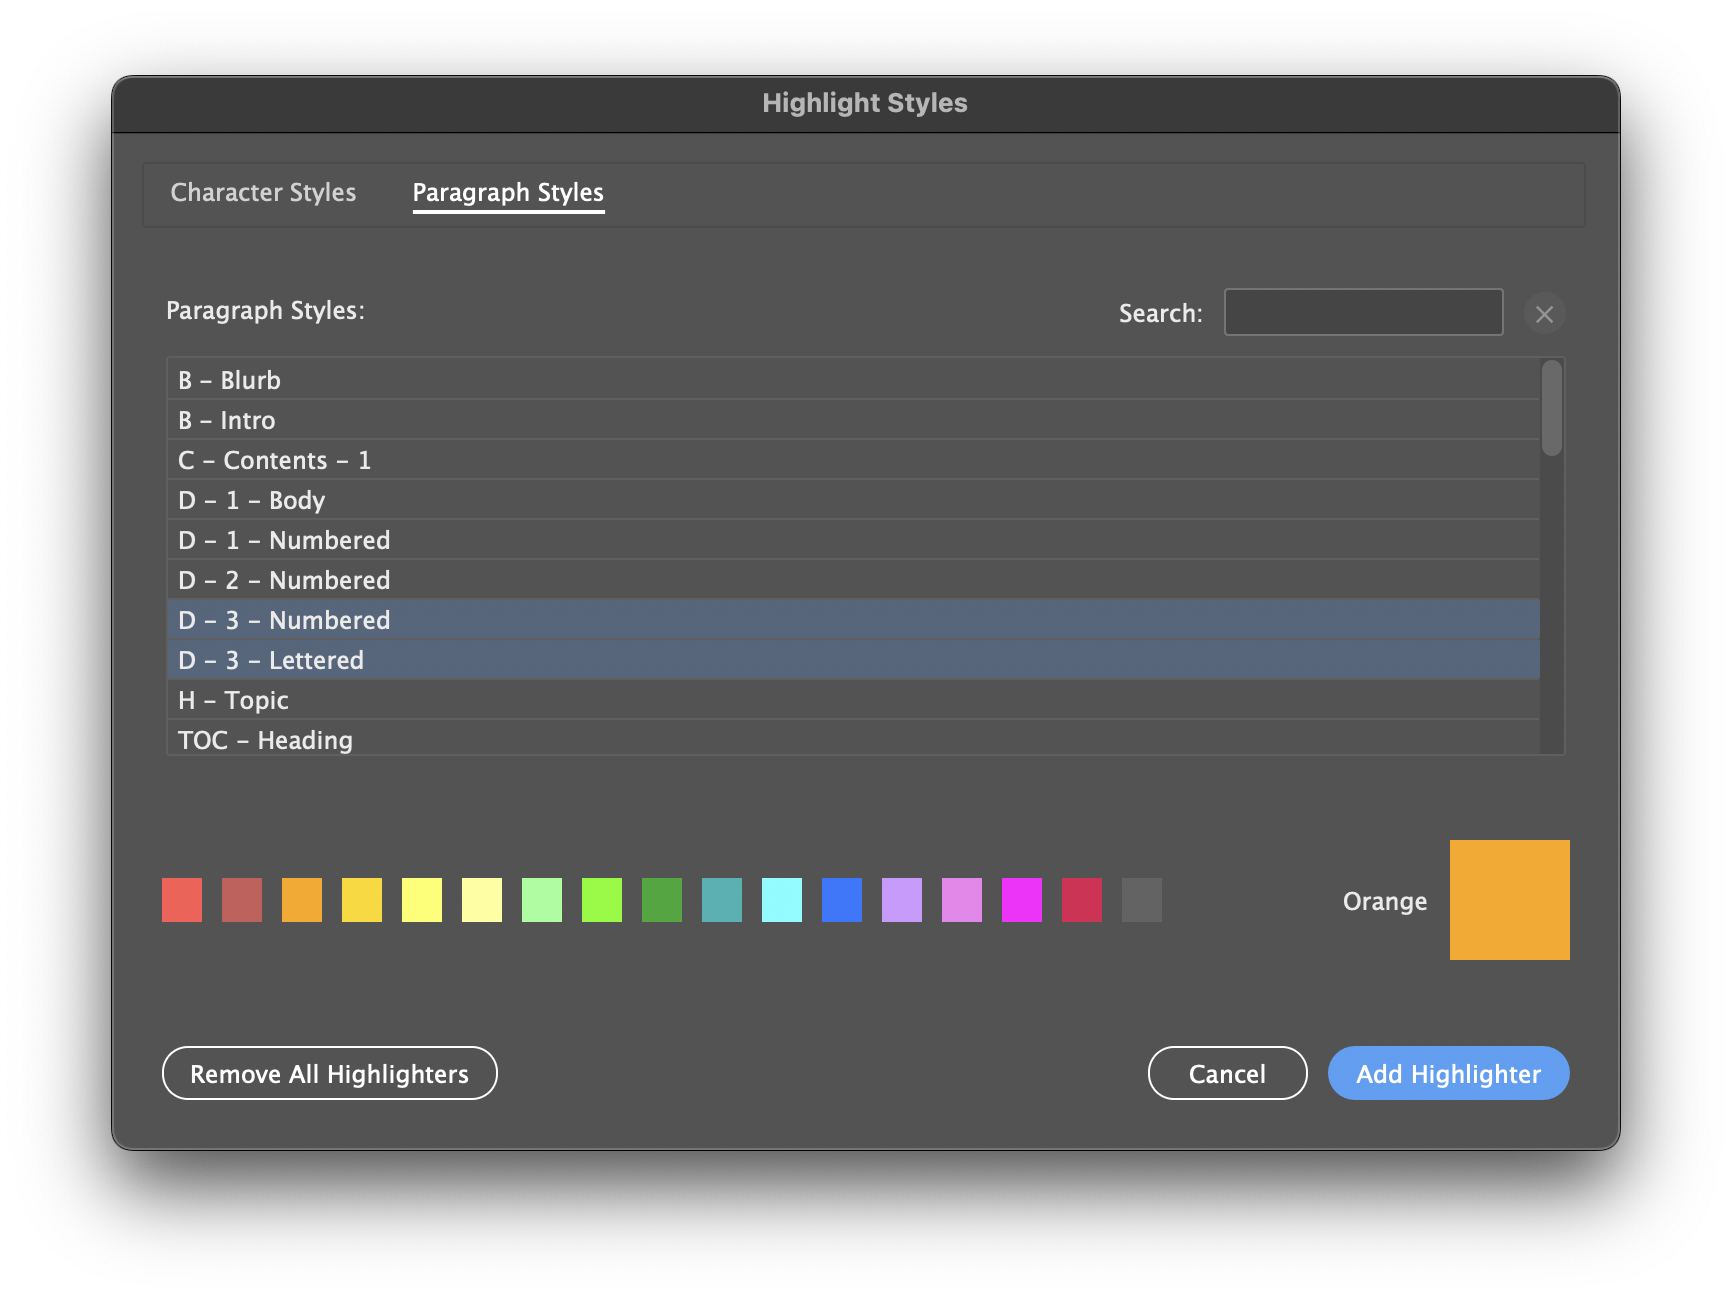 Highlight Styles
Character Styles
Paragraph Styles
Paragraph Styles:
Search:
B – Blurb
B – Intro
C – Contents – 1
D – 1 – Body
D – 1 – Numbered
D – 2 – Numbered
D – 3 – Numbered
D – 3 – Lettered
H – Topic
TOC – Heading
Orange
Remove All Highlighters
Cancel
Add Highlighter